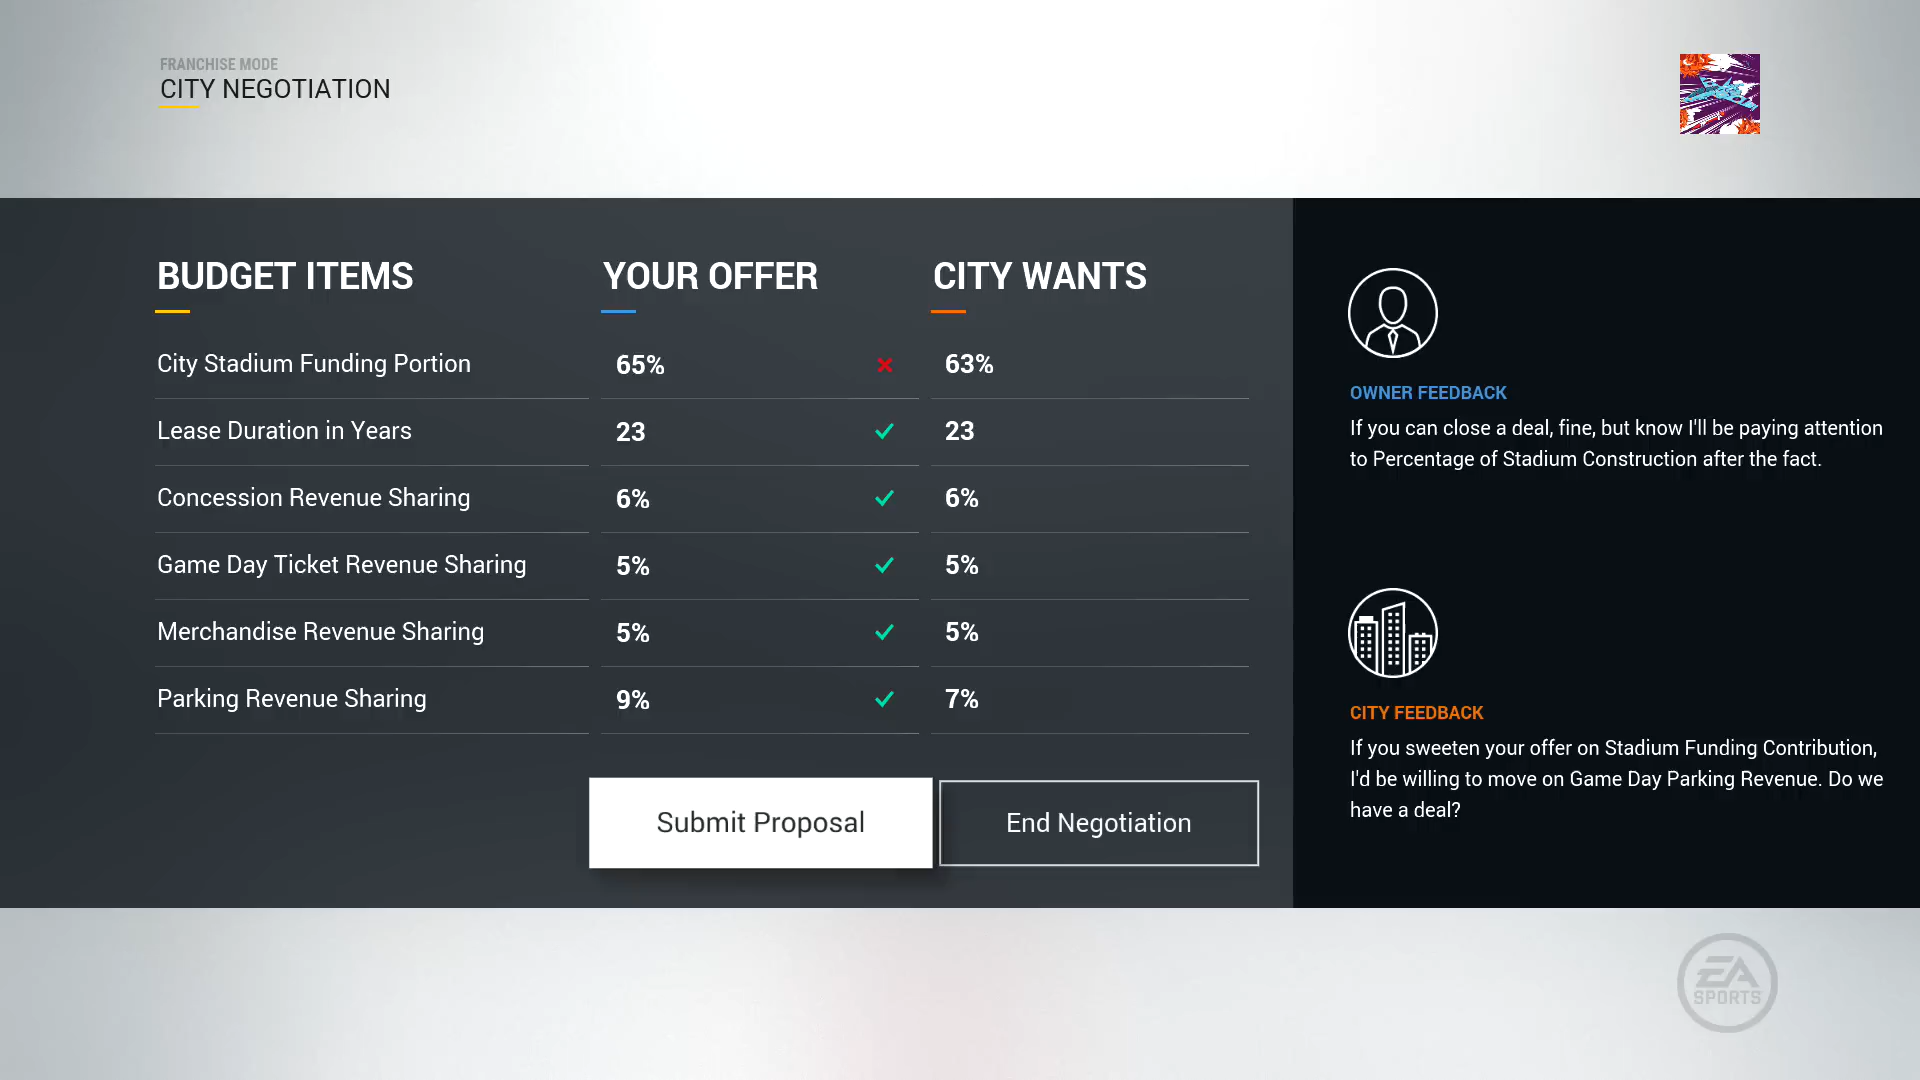 FRANCHISE MODE
CITY NEGOTIATION
BUDGET ITEMS YOUR OFFER CITY WANTS
City Stadium Funding Portion 65% 63%
Lease Duration in Years 23 23
Concession Revenue Sharing 6% 6%
Game Day Ticket Revenue Sharing 5% 5%
Merchandise Revenue Sharing 5% 5%
Parking Revenue Sharing 9% 7%
Submit Proposal End Negotiation
OWNER FEEDBACK
If you can close a deal, fine, but know I'll be paying attention
to Percentage of Stadium Construction after the fact.
CITY FEEDBACK
If you sweeten your offer on Stadium Funding Contribution,
I'd be willing to move on Game Day Parking Revenue. Do we
have a deal?
EA
SPORTS